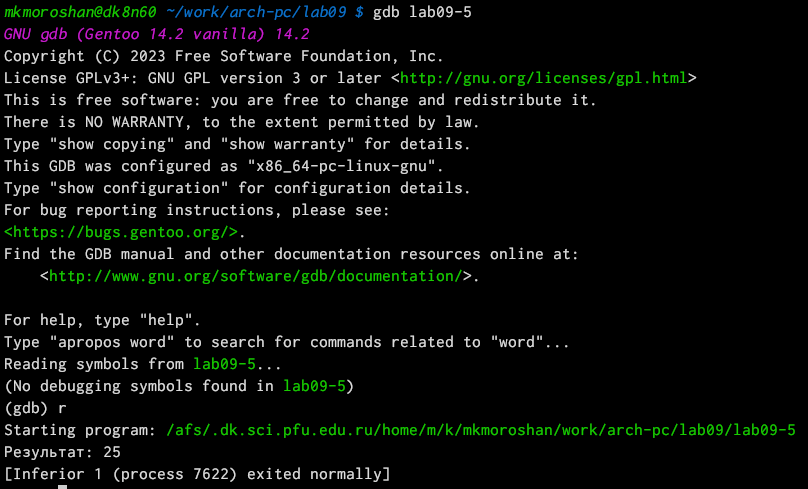 mkmoroshan@dk8n60 ~/work/arch-pc/lab09 $ gdb lab09-5
GNU gdb (Gentoo 14.2 vanilla) 14.2
Copyright (C) 2023 Free Software Foundation, Inc.
License GPLv3+: GNU GPL version 3 or later <http://gnu.org/licenses/gpl.html>
This is free software: you are free to change and redistribute it.
There is NO WARRANTY, to the extent permitted by law.
Type "show copying" and "show warranty" for details.
This GDB was configured as "x86_64-pc-linux-gnu".
Type "show configuration" for configuration details.
For bug reporting instructions, please see:
<https://bugs.gentoo.org/>.
Find the GDB manual and other documentation resources online at:
    <http://www.gnu.org/software/gdb/documentation/>.

For help, type "help".
Type "apropos word" to search for commands related to "word"...
Reading symbols from lab09-5...
(No debugging symbols found in lab09-5)
(gdb) r
Starting program: /afs/.dk.sci.pfu.edu.ru/home/m/k/mkmoroshan/work/arch-pc/lab09/lab09-5
Результат: 25
[Inferior 1 (process 7622) exited normally]